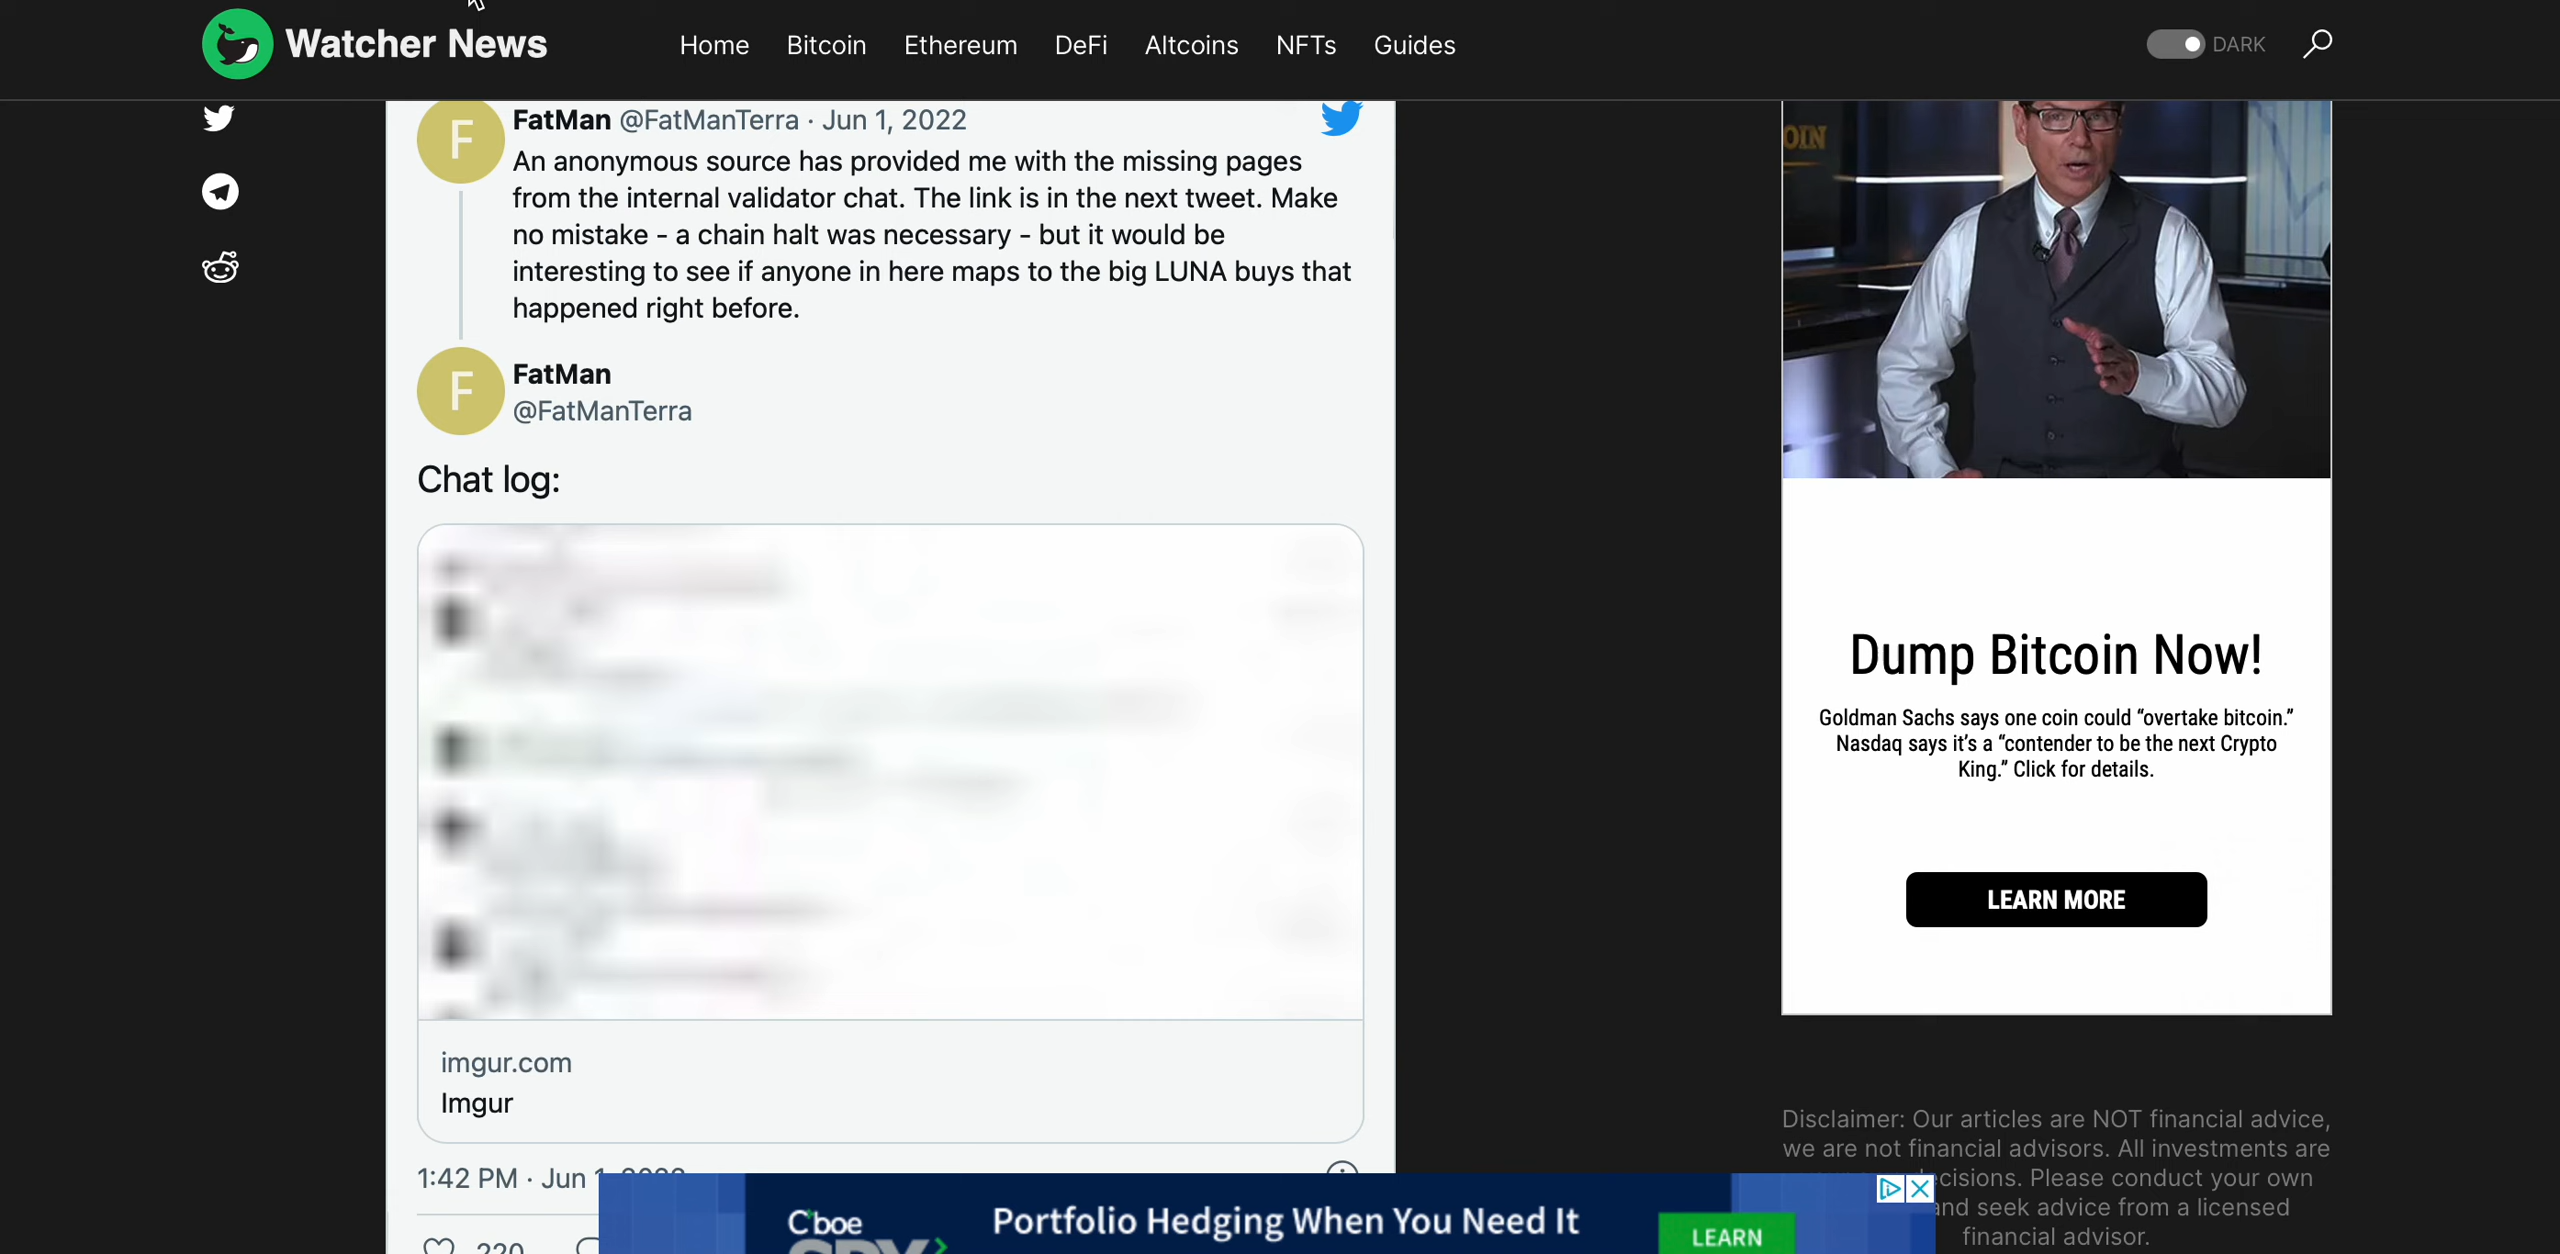 Watcher News
Home Bitcoin Ethereum DeFi Altcoins NFTs Guides
DARK
FatMan @FatManTerra · Jun 1, 2022
An anonymous source has provided me with the missing pages
from the internal validator chat. The link is in the next tweet. Make
no mistake - a chain halt was necessary - but it would be
interesting to see if anyone in here maps to the big LUNA buys that
happened right before.
F
F
FatMan
@FatManTerra
Chat log:
imgur.com
Imgur
1:42 PM · Jun 1, 2022
220
OIN
Dump Bitcoin Now!
Goldman Sachs says one coin could “overtake bitcoin.”
Nasdaq says it’s a “contender to be the next Crypto
King.” Click for details.
LEARN MORE
Disclaimer: Our articles are NOT financial advice,
we are not financial advisors. All investments are
Please conduct your own
and seek advice from a licensed
financial advisor.
Cboe
Portfolio Hedging When You Need It
LEARN